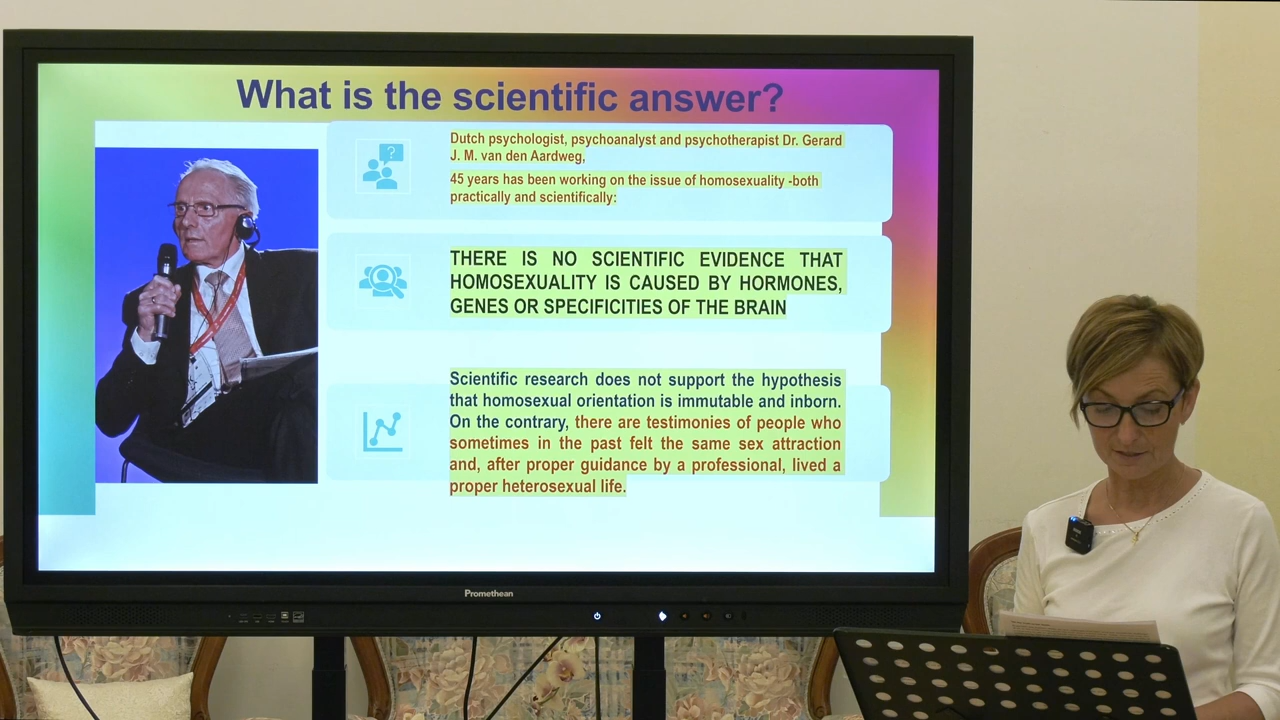 What is the scientific answer?
Dutch psychologist, psychoanalyst and psychotherapist Dr. Gerard
J. M. van den Aardweg,
45 years has been working on the issue of homosexuality -both
practically and scientifically:
THERE IS NO SCIENTIFIC EVIDENCE THAT
HOMOSEXUALITY IS CAUSED BY HORMONES,
GENES OR SPECIFICITIES OF THE BRAIN
Scientific research does not support the hypothesis
that homosexual orientation is immutable and inborn.
On the contrary, there are testimonies of people who
sometimes in the past felt the same sex attraction
and, after proper guidance by a professional, lived a
proper heterosexual life.
Promethean